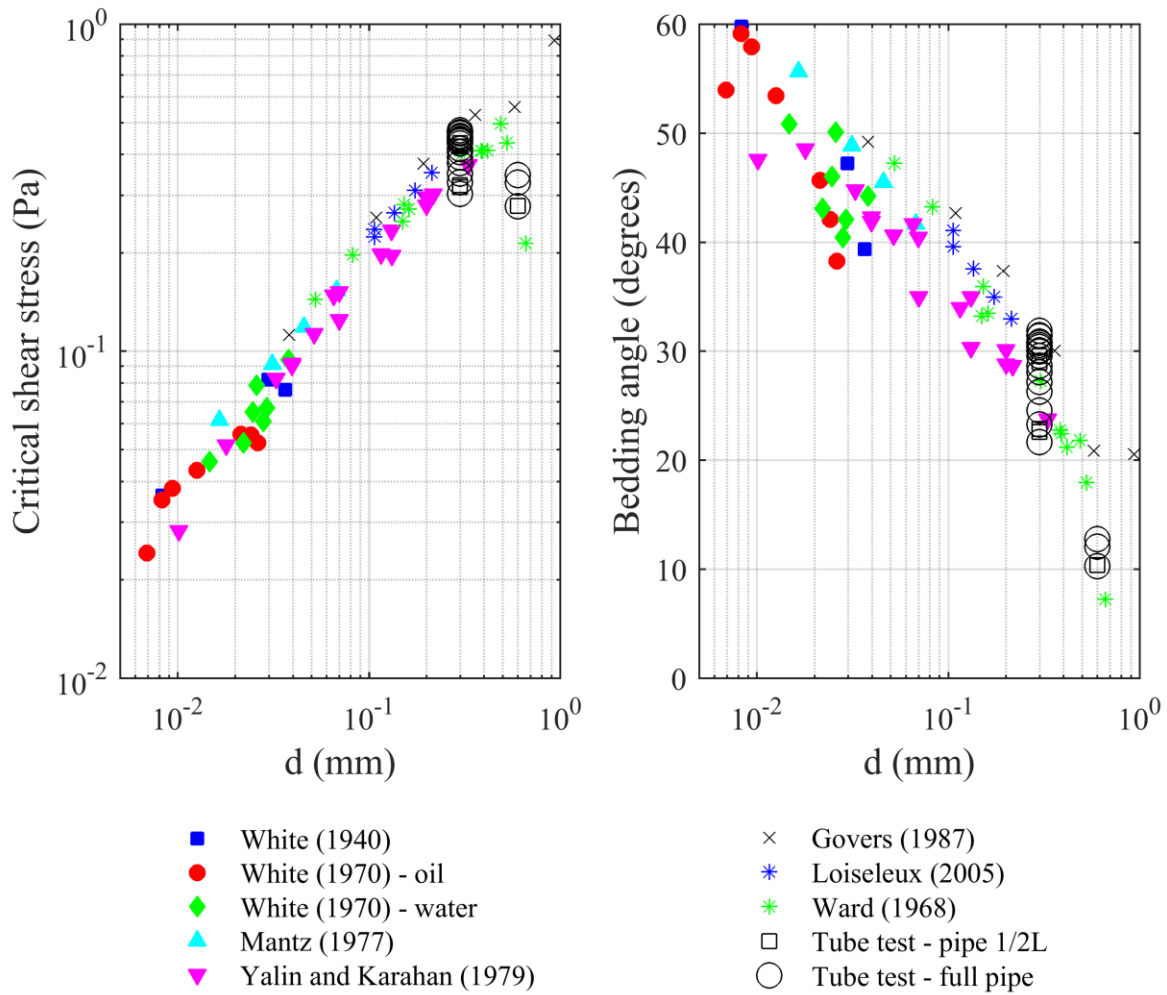 Critical shear stress (Pa)
10^0
10^-1
10^-2
10^-2 10^-1 10^0
d (mm)
Bedding angle (degrees)
60
50
40
30
20
10
0
10^-2 10^-1 10^0
d (mm)
White (1940)
White (1970) - oil
White (1970) - water
Mantz (1977)
Yalin and Karahan (1979)
Govers (1987)
Loiseleux (2005)
Ward (1968)
Tube test - pipe 1/2L
Tube test - full pipe